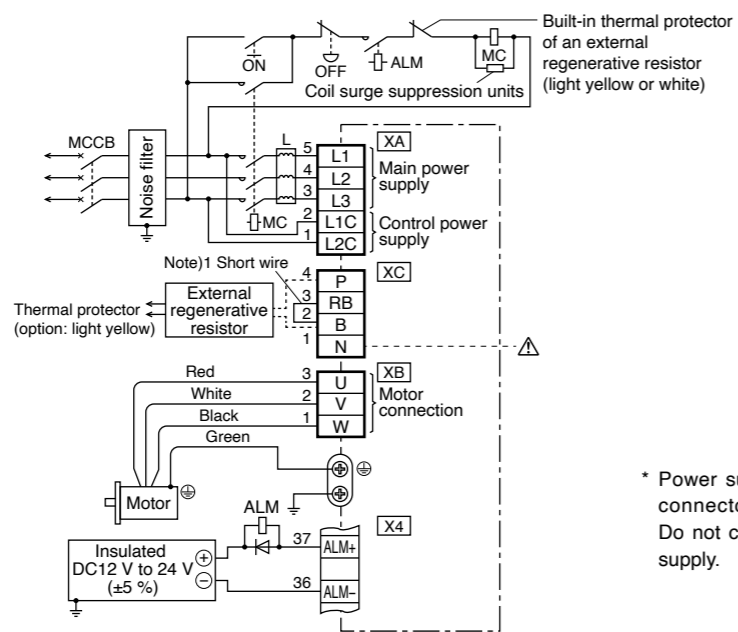 Built-in thermal protector
of an external
regenerative resistor
(light yellow or white)
ON
OFF
ALM
MC
Coil surge suppression units
MCCB
Noise filter
L
MC
XA
5 L1
4 L2
3 L3
Main power
supply
2 L1C
1 L2C
Control power
supply
Note)1 Short wire
XC
4 P
3 RB
2 B
1 N
External
regenerative
resistor
Thermal protector
(option: light yellow)
XB
Red 3 U
White 2 V
Black 1 W
Motor
connection
Green
Motor
ALM
X4
37 ALM+
36 ALM−
Insulated
DC12 V to 24 V
(±5 %)
+
−
* Power su
connecto
Do not c
supply.